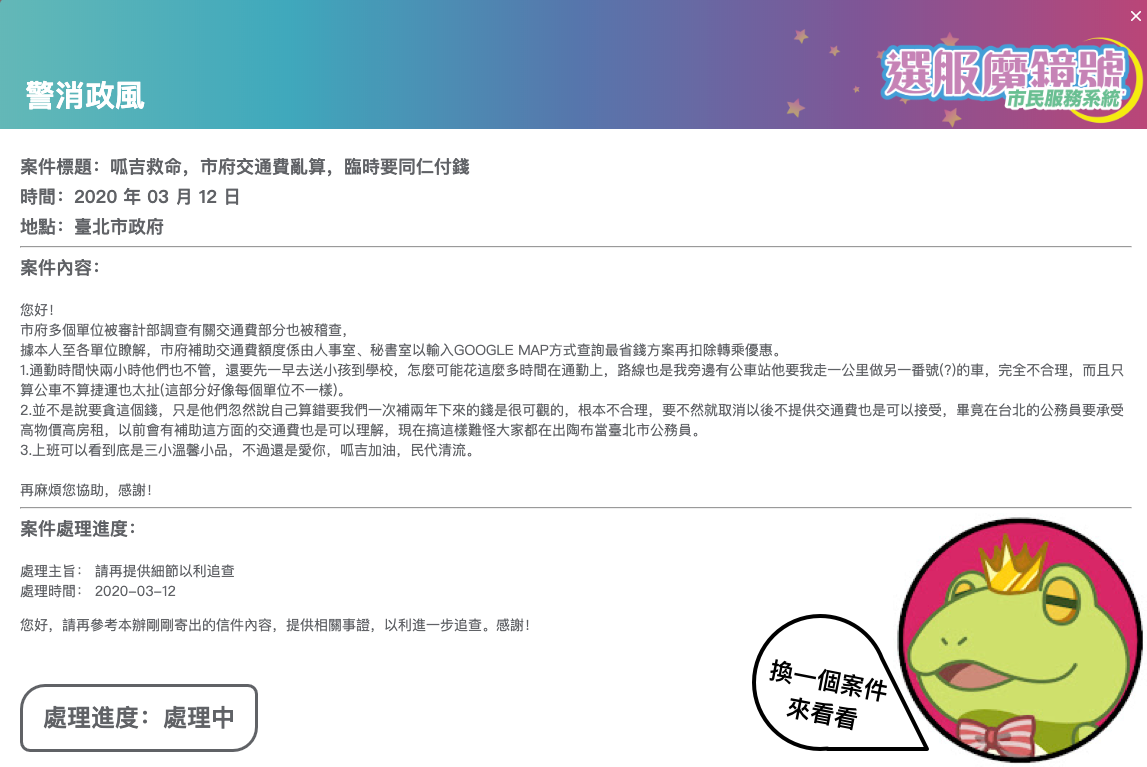 ×
選服魔鏡號
市民服務系統
警消政風
案件標題：呱吉救命，市府交通費亂算，臨時要同仁付錢
時間：2020 年 03 月 12 日
地點：臺北市政府
案件內容：
您好！
市府多個單位被審計部調查有關交通費部分也被稽查，
據本人至各單位瞭解，市府補助交通費額度係由人事室、秘書室以輸入GOOGLE MAP方式查詢最省錢方案再扣除轉乘優惠。
1.通勤時間快兩小時他們也不管，還要先一早去送小孩到學校，怎麼可能花這麼多時間在通勤上，路線也是我旁邊有公車站他要我走一公里做另一番號(?)的車，完全不合理，而且只
算公車不算捷運也太扯(這部分好像每個單位不一樣)。
2.並不是說要貪這個錢，只是他們忽然說自己算錯要我們一次補兩年下來的錢是很可觀的，根本不合理，要不然就取消以後不提供交通費也是可以接受，畢竟在台北的公務員要承受
高物價高房租，以前會有補助這方面的交通費也是可以理解，現在搞這樣難怪大家都在出陶布當臺北市公務員。
3.上班可以看到底是三小溫馨小品，不過還是愛你，呱吉加油，民代清流。
再麻煩您協助，感謝！
案件處理進度：
處理主旨： 請再提供細節以利追查
處理時間： 2020-03-12
您好，請再參考本辦剛剛寄出的信件內容，提供相關事證，以利進一步追查。感謝！
處理進度：處理中
換一個案件
來看看